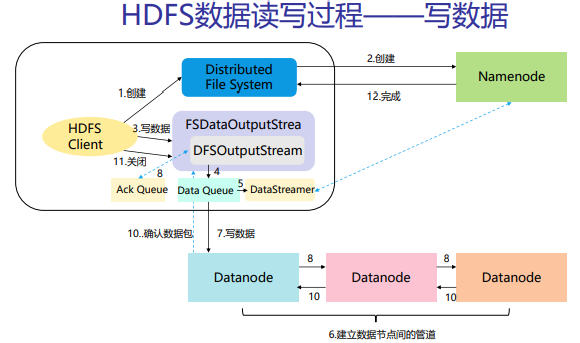 HDFS数据读写过程——写数据
2.创建
Distributed
File System
Namenode
1.创建
12.完成
HDFS
Client
3.写数据
FSDataOutputStrea
DFSOutputStream
11.关闭
8
4
Ack Queue
Data Queue
5
DataStreamer
10..确认数据包
7.写数据
8
8
Datanode
Datanode
Datanode
10
10
6.建立数据节点间的管道